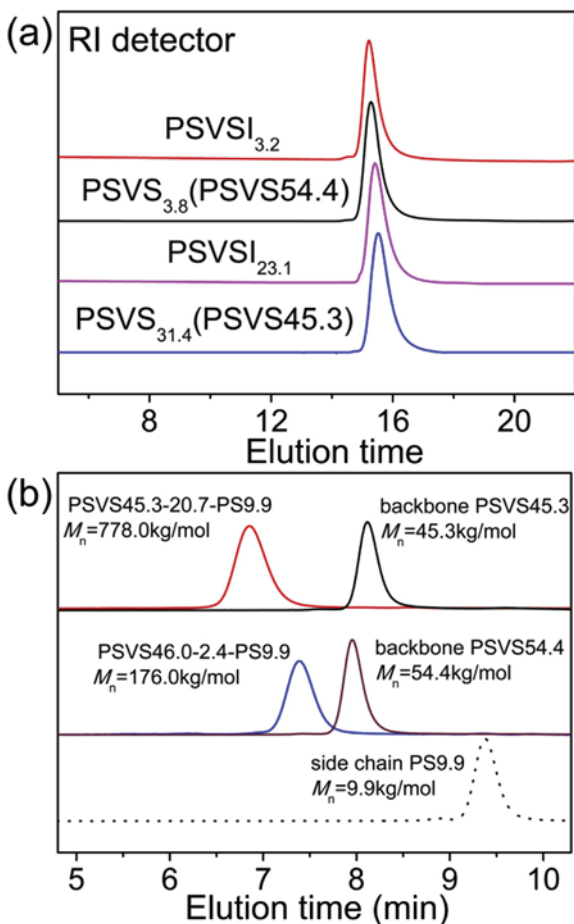 (a)
RI detector
PSVSI3.2
PSVS3.8(PSVS54.4)
PSVSI23.1
PSVS31.4(PSVS45.3)
8 12 16 20
Elution time
(b)
PSVS45.3-20.7-PS9.9
Mn=778.0kg/mol
backbone PSVS45.3
Mn=45.3kg/mol
PSVS46.0-2.4-PS9.9
Mn=176.0kg/mol
backbone PSVS54.4
Mn=54.4kg/mol
side chain PS9.9
Mn=9.9kg/mol
5 6 7 8 9 10
Elution time (min)